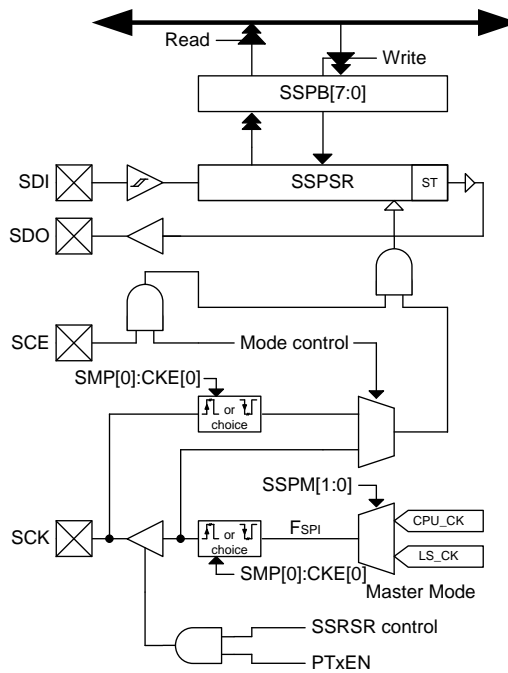 Read
Write
SSPB[7:0]
SDI
SSPSR
ST
SDO
SCE
Mode control
SMP[0]:CKE[0]
or
choice
SSPM[1:0]
SCK
or
choice
FSPI
CPU_CK
LS_CK
SMP[0]:CKE[0]
Master Mode
SSRSR control
PTxEN